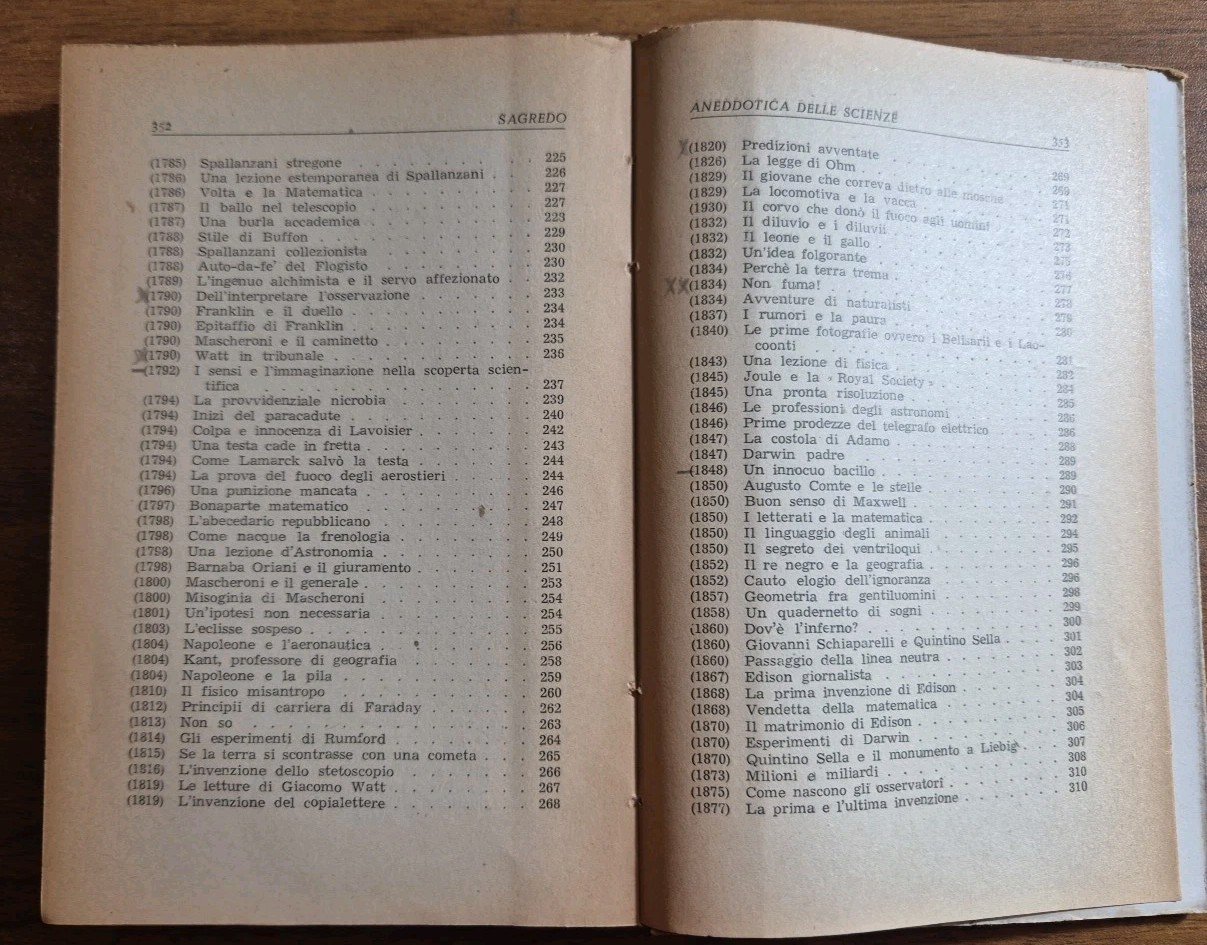 352 SAGREDO
(1785) Spallanzani stregone . . . . . . . . . . 225
(1786) Una lezione estemporanea di Spallanzani . . 226
(1786) Volta e la Matematica . . . . . . . . . 227
(1787) Il ballo nel telescopio . . . . . . . . . 227
(1787) Una burla accademica . . . . . . . . . 223
(1788) Stile di Buffon . . . . . . . . . . . 229
(1788) Spallanzani collezionista . . . . . . . . 230
(1788) Auto-da-fe' del Flogisto . . . . . . . . 230
(1789) L'ingenuo alchimista e il servo affezionato . . 232
(1790) Dell'interpretare l'osservazione . . . . . . 233
(1790) Franklin e il duello . . . . . . . . . 234
(1790) Epitaffio di Franklin . . . . . . . . . 234
(1790) Mascheroni e il caminetto . . . . . . . . 235
(1790) Watt in tribunale . . . . . . . . . . 236
(1792) I sensi e l'immaginazione nella scoperta scien-
tifica . . . . . . . . . . . . . 237
(1794) La provvidenziale nicrobia . . . . . . . 239
(1794) Inizi del paracadute . . . . . . . . . 240
(1794) Colpa e innocenza di Lavoisier . . . . . . 242
(1794) Una testa cade in fretta . . . . . . . . 243
(1794) Come Lamarck salvò la testa . . . . . . 244
(1794) La prova del fuoco degli aerostieri . . . . . 244
(1796) Una punizione mancata . . . . . . . . 246
(1797) Bonaparte matematico . . . . . . . . 247
(1798) L'abecedario repubblicano . . . . . . . 243
(1798) Come nacque la frenologia . . . . . . . 249
(1798) Una lezione d'Astronomia . . . . . . . . 250
(1798) Barnaba Oriani e il giuramento . . . . . . 251
(1800) Mascheroni e il generale . . . . . . . . 253
(1800) Misoginia di Mascheroni . . . . . . . . 254
(1801) Un'ipotesi non necessaria . . . . . . . 254
(1803) L'eclisse sospeso . . . . . . . . . . 255
(1804) Napoleone e l'aeronautica . . . . . . . 256
(1804) Kant, professore di geografia . . . . . . 258
(1804) Napoleone e la pila . . . . . . . . . 259
(1810) Il fisico misantropo . . . . . . . . . 260
(1812) Principii di carriera di Faraday . . . . . . 262
(1813) Non so . . . . . . . . . . . . . 263
(1814) Gli esperimenti di Rumford . . . . . . . 264
(1815) Se la terra si scontrasse con una cometa . . . 265
(1816) L'invenzione dello stetoscopio . . . . . . 266
(1819) Le letture di Giacomo Watt . . . . . . . 267
(1819) L'invenzione del copialettere . . . . . . . 268
ANEDDOTICA DELLE SCIENZE 353
(1820) Predizioni avventate
(1826) La legge di Ohm . . . . . . . . . . 269
(1829) Il giovane che correva dietro alle mosche . . 269
(1829) La locomotiva e la vacca . . . . . . . . 271
(1930) Il corvo che donò il fuoco agli uomini . . . 271
(1832) Il diluvio e i diluvii . . . . . . . . . 272
(1832) Il leone e il gallo . . . . . . . . . . 273
(1832) Un'idea folgorante . . . . . . . . . . 275
(1834) Perchè la terra trema . . . . . . . . . 276
(1834) Non fuma! . . . . . . . . . . . . 277
(1834) Avventure di naturalisti . . . . . . . . 278
(1837) I rumori e la paura . . . . . . . . . 279
(1840) Le prime fotografie ovvero i Belisarii e i Lao- 280
coonti . . . . . . . . . . . . .
(1843) Una lezione di fisica . . . . . . . . . 281
(1845) Joule e la « Royal Society » . . . . . . . 282
(1845) Una pronta risoluzione . . . . . . . . 284
(1846) Le professioni degli astronomi . . . . . . 285
(1846) Prime prodezze del telegrafo elettrico . . . . 286
(1847) La costola di Adamo . . . . . . . . . 286
(1847) Darwin padre . . . . . . . . . . . 288
(1848) Un innocuo bacillo . . . . . . . . . . 289
(1850) Augusto Comte e le stelle . . . . . . . . 289
(1850) Buon senso di Maxwell . . . . . . . . 290
(1850) I letterati e la matematica . . . . . . . 291
(1850) Il linguaggio degli animali . . . . . . . 292
(1850) Il segreto dei ventriloqui . . . . . . . . 294
(1852) Il re negro e la geografia . . . . . . . . 295
(1852) Cauto elogio dell'ignoranza . . . . . . . 296
(1857) Geometria fra gentiluomini . . . . . . . 296
(1858) Un quadernetto di sogni . . . . . . . . 298
(1860) Dov'è l'inferno? . . . . . . . . . . 299
(1860) Giovanni Schiaparelli e Quintino Sella . . . . 300
(1860) Passaggio della linea neutra . . . . . . . 301
(1867) Edison giornalista . . . . . . . . . . 302
(1868) La prima invenzione di Edison . . . . . . 303
(1868) Vendetta della matematica . . . . . . . 304
(1870) Il matrimonio di Edison . . . . . . . . 304
(1870) Esperimenti di Darwin . . . . . . . . 305
(1870) Quintino Sella e il monumento a Liebig . . . 306
(1873) Milioni e miliardi . . . . . . . . . . 307
(1875) Come nascono gli osservatori . . . . . . . 308
(1877) La prima e l'ultima invenzione . . . . . . 310
310